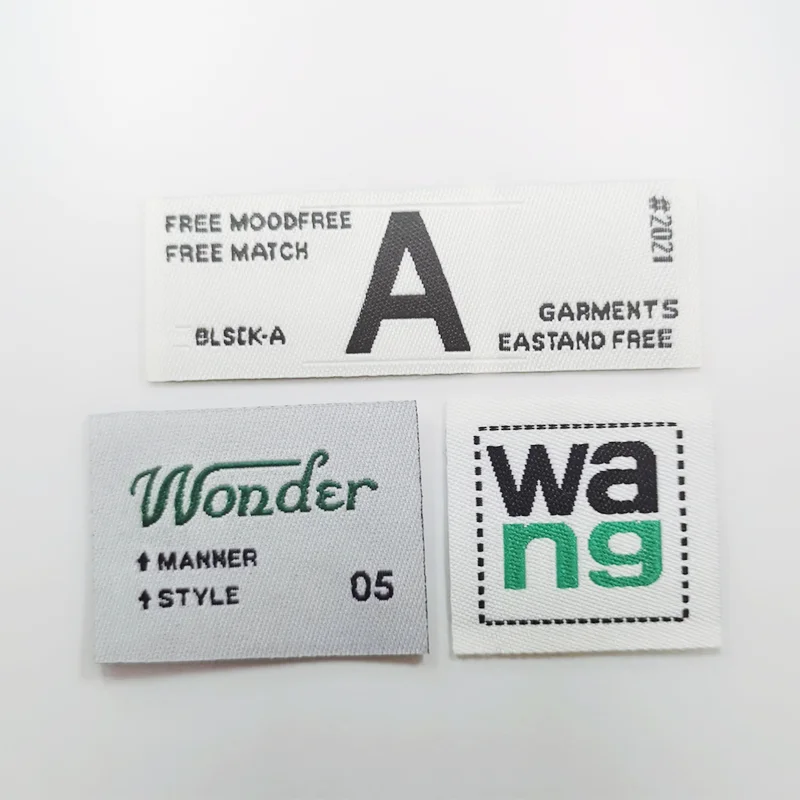 FREE MOODFREE
FREE MATCH
A
#2021
BLSCK-A
GARMENTS
EASTAND FREE
Wonder
↑ MANNER
↑ STYLE
05
wa
ng